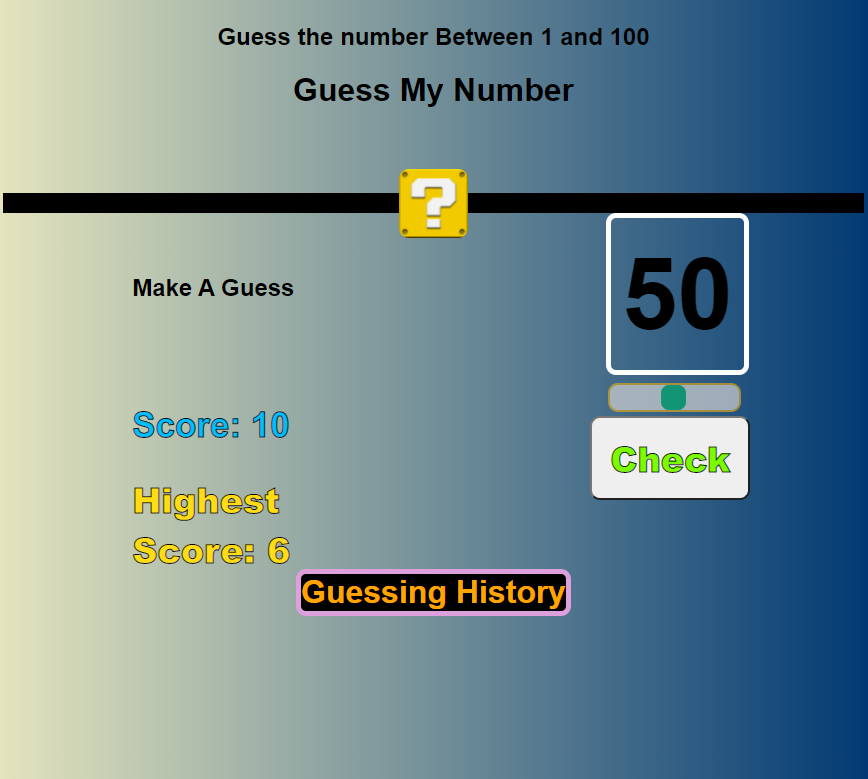 Guess the number Between 1 and 100
Guess My Number
?
Make A Guess
50
Score: 10
Check
Highest
Score: 6
Guessing History